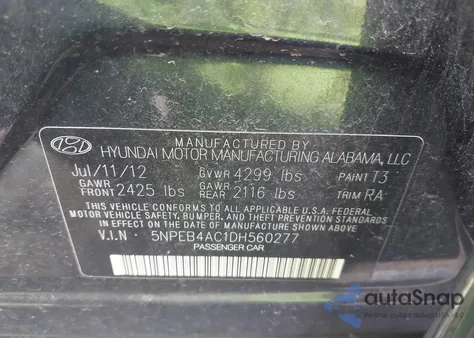 MANUFACTURED BY
HYUNDAI MOTOR MANUFACTURING ALABAMA, LLC
Jul/11/12 GVWR 4299 lbs PAINT T3
GAWR FRONT 2425 lbs GAWR REAR 2116 lbs TRIM RA
THIS VEHICLE CONFORMS TO ALL APPLICABLE U.S.A. FEDERAL
MOTOR VEHICLE SAFETY, BUMPER, AND THEFT PREVENTION
STANDARDS IN EFFECT ON THE DATE OF MANUFACTURE SHOWN ABOVE.
V.I.N - 5NPEB4AC1DH560277
PASSENGER CAR
autoSnap